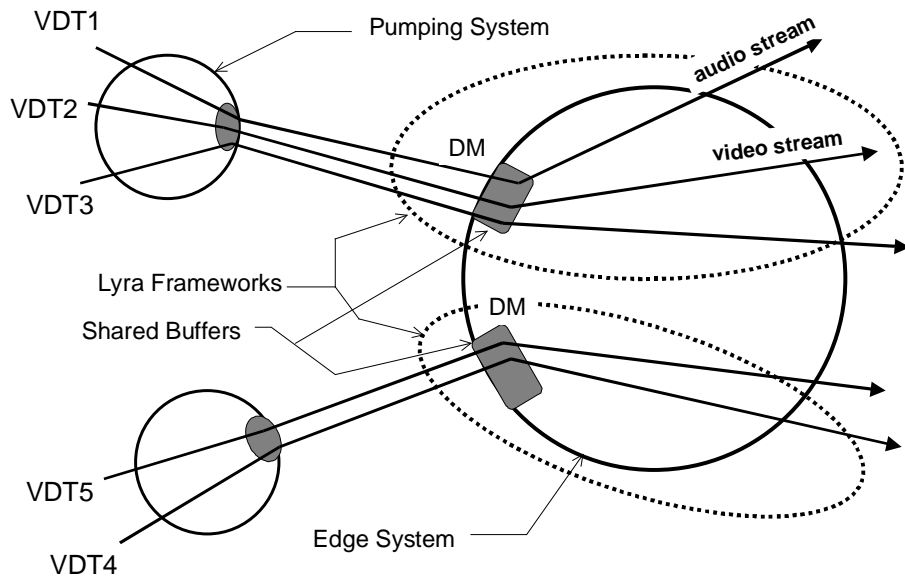 VDT1
Pumping System
audio stream
VDT2
DM
video stream
VDT3
Lyra Frameworks
DM
Shared Buffers
VDT5
Edge System
VDT4